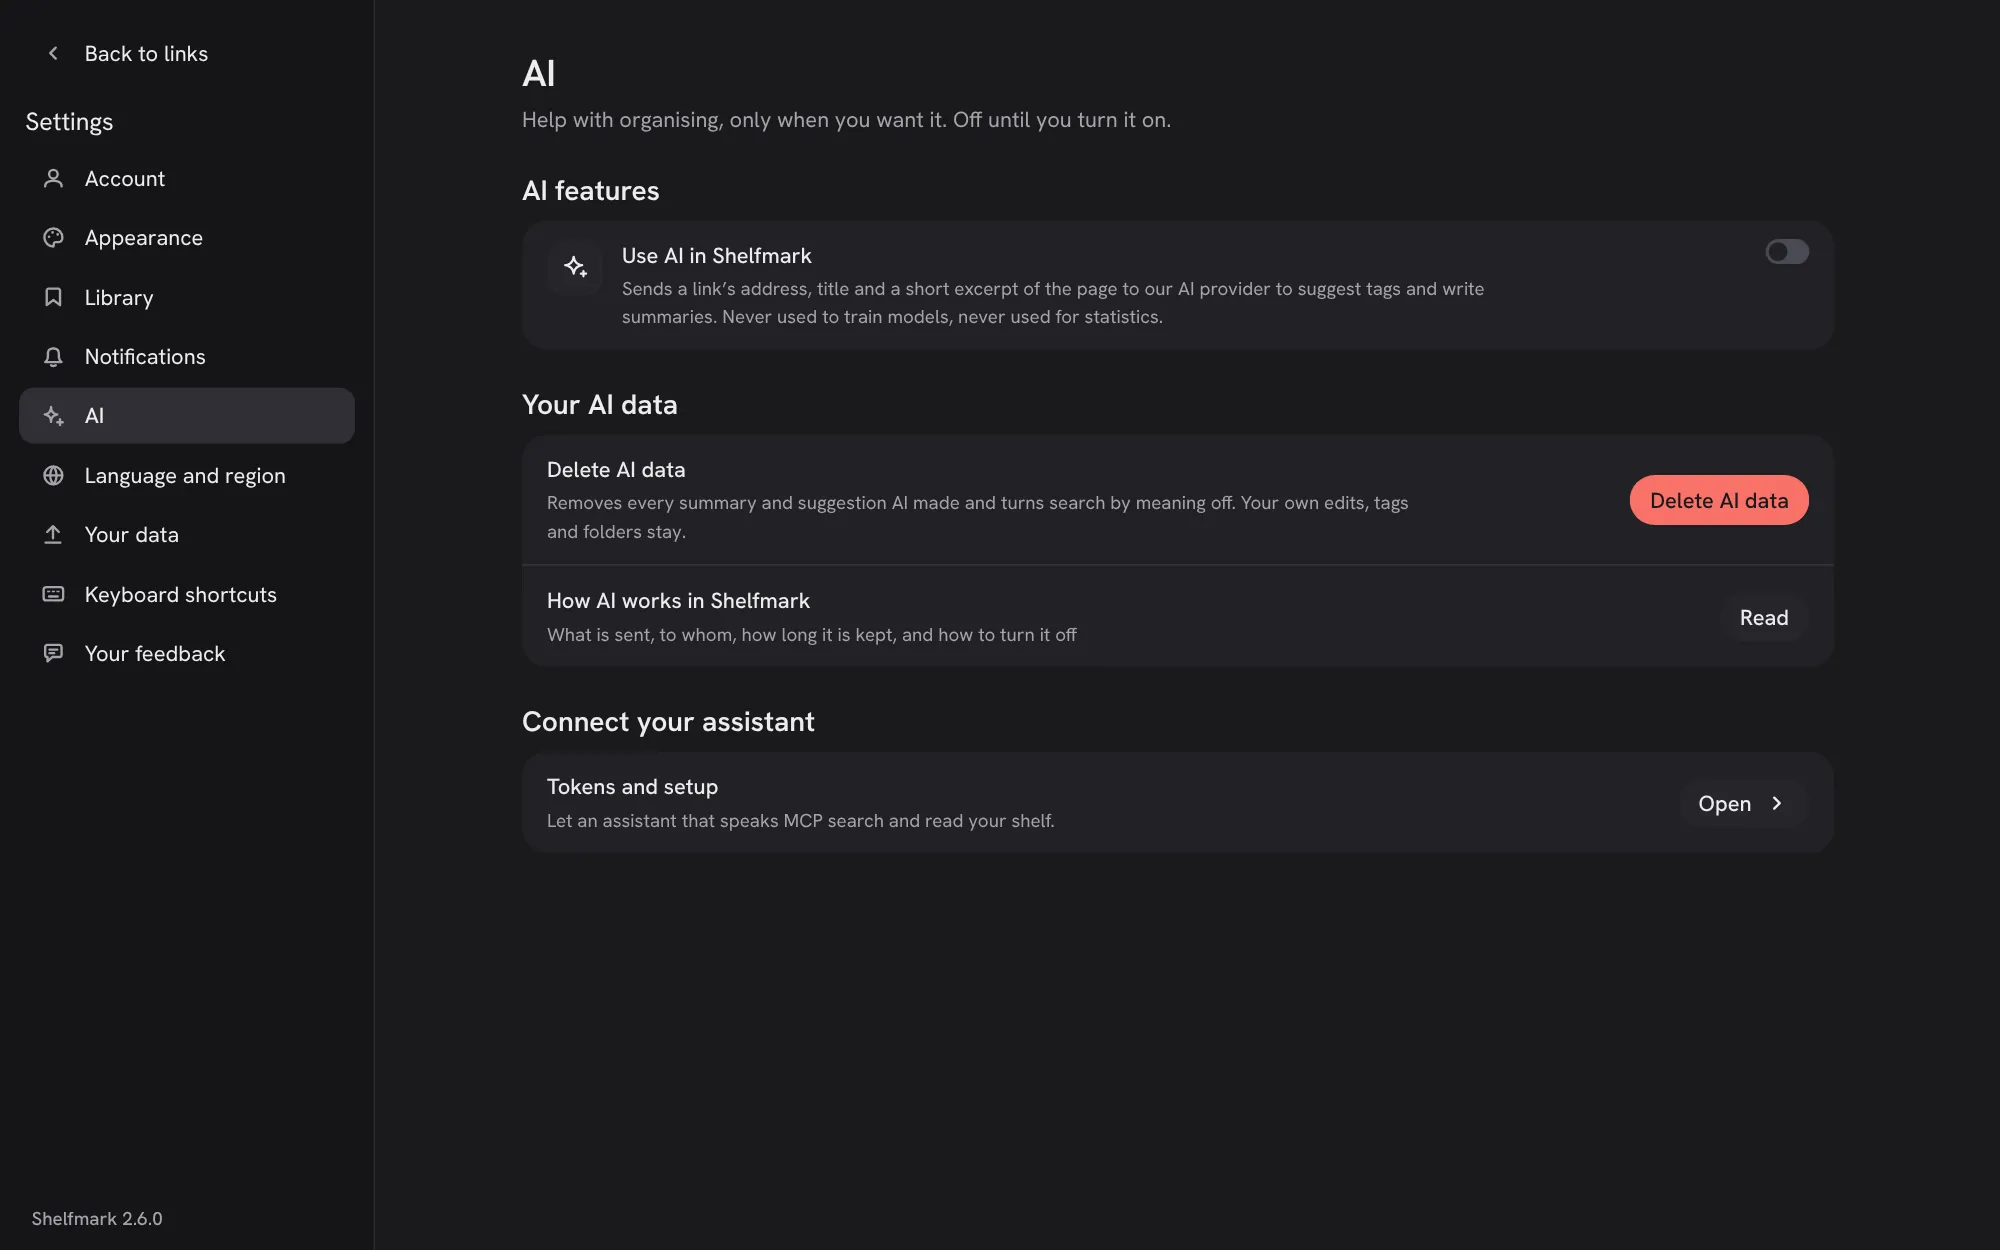 Back to links
Settings
Account
Appearance
Library
Notifications
AI
Language and region
Your data
Keyboard shortcuts
Your feedback
Shelfmark 2.6.0
AI
Help with organising, only when you want it. Off until you turn it on.
AI features
Use AI in Shelfmark
Sends a link’s address, title and a short excerpt of the page to our AI provider to suggest tags and write
summaries. Never used to train models, never used for statistics.
Your AI data
Delete AI data
Removes every summary and suggestion AI made and turns search by meaning off. Your own edits, tags
and folders stay.
Delete AI data
How AI works in Shelfmark
What is sent, to whom, how long it is kept, and how to turn it off
Read
Connect your assistant
Tokens and setup
Let an assistant that speaks MCP search and read your shelf.
Open